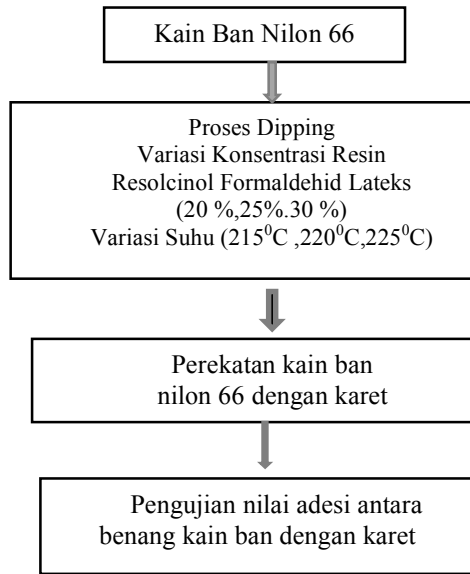 Kain Ban Nilon 66
Proses Dipping
Variasi Konsentrasi Resin
Resolcinol Formaldehid Lateks
(20 %,25%.30 %)
Variasi Suhu (215⁰C ,220⁰C,225⁰C)
Perekatan kain ban
nilon 66 dengan karet
Pengujian nilai adesi antara
benang kain ban dengan karet